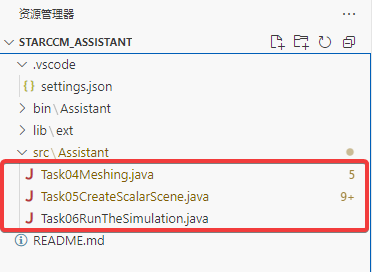 资源管理器
STARCCM_ASSISTANT
.vscode
settings.json
bin\Assistant
lib\ext
src\Assistant
Task04Meshing.java 5
Task05CreateScalarScene.java 9+
Task06RunTheSimulation.java
README.md